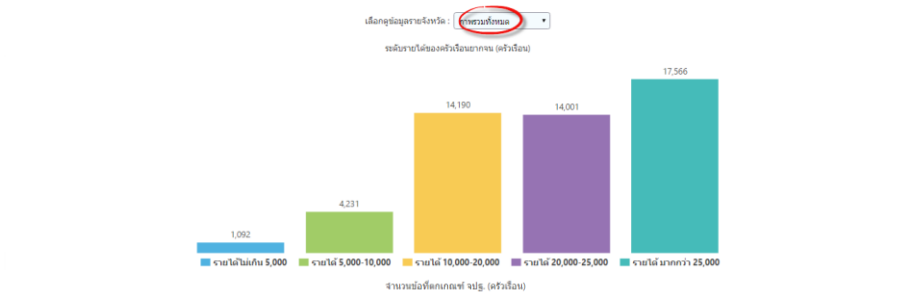 เลือกดูข้อมูลรายจังหวัด : ภาพรวมทั้งหมด
ระดับรายได้ของครัวเรือนยากจน (ครัวเรือน)
17,566
14,190
14,001
4,231
1,092
รายได้ไม่เกิน 5,000 รายได้ 5,000-10,000 รายได้ 10,000-20,000 รายได้ 20,000-25,000 รายได้ มากกว่า 25,000
จำนวนข้อที่ตกเกณฑ์ จปฐ. (ครัวเรือน)